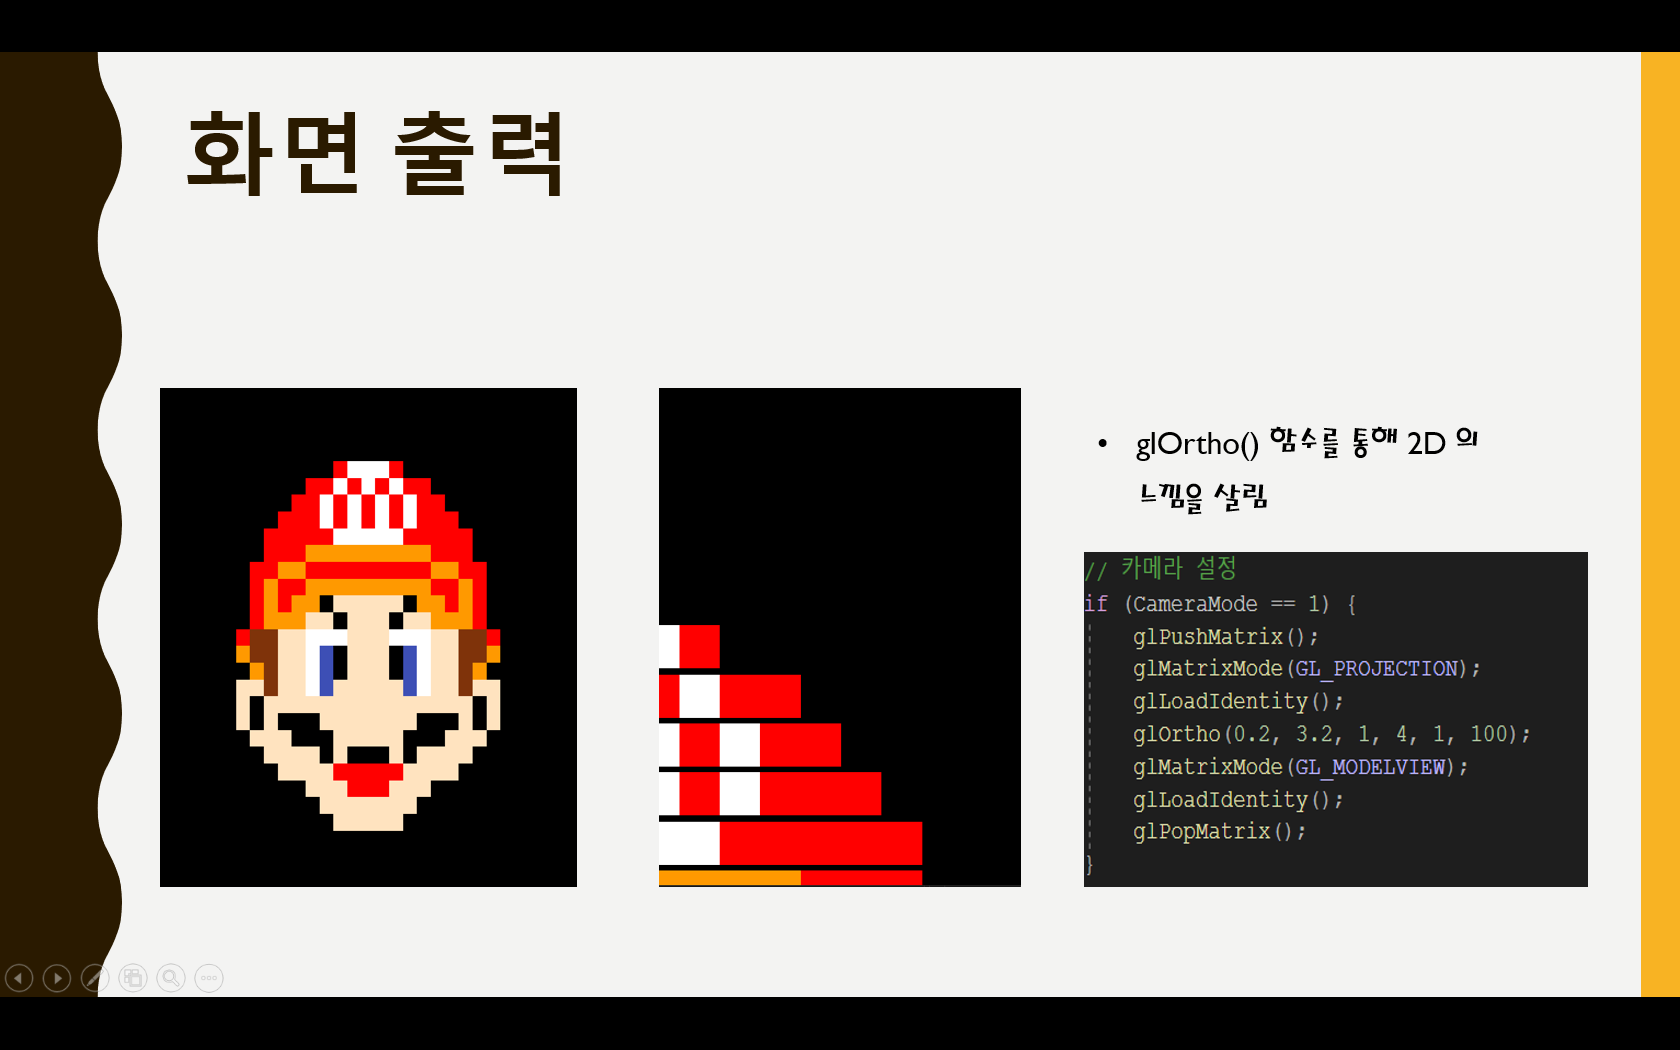 화면 출력
• glOrtho() 함수를 통해 2D 의
느낌을 살림
// 카메라 설정
if (CameraMode == 1) {
glPushMatrix();
glMatrixMode(GL_PROJECTION);
glLoadIdentity();
glOrtho(0.2, 3.2, 1, 4, 1, 100);
glMatrixMode(GL_MODELVIEW);
glLoadIdentity();
glPopMatrix();
}